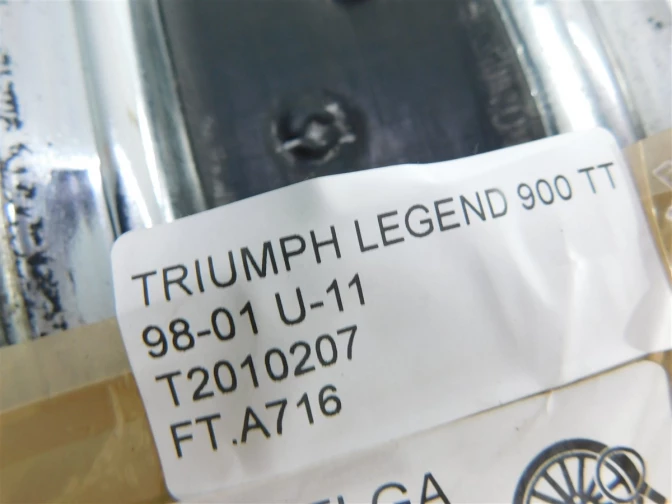 TRIUMPH LEGEND 900 TT
98-01 U-11
T2010207
FT.A716